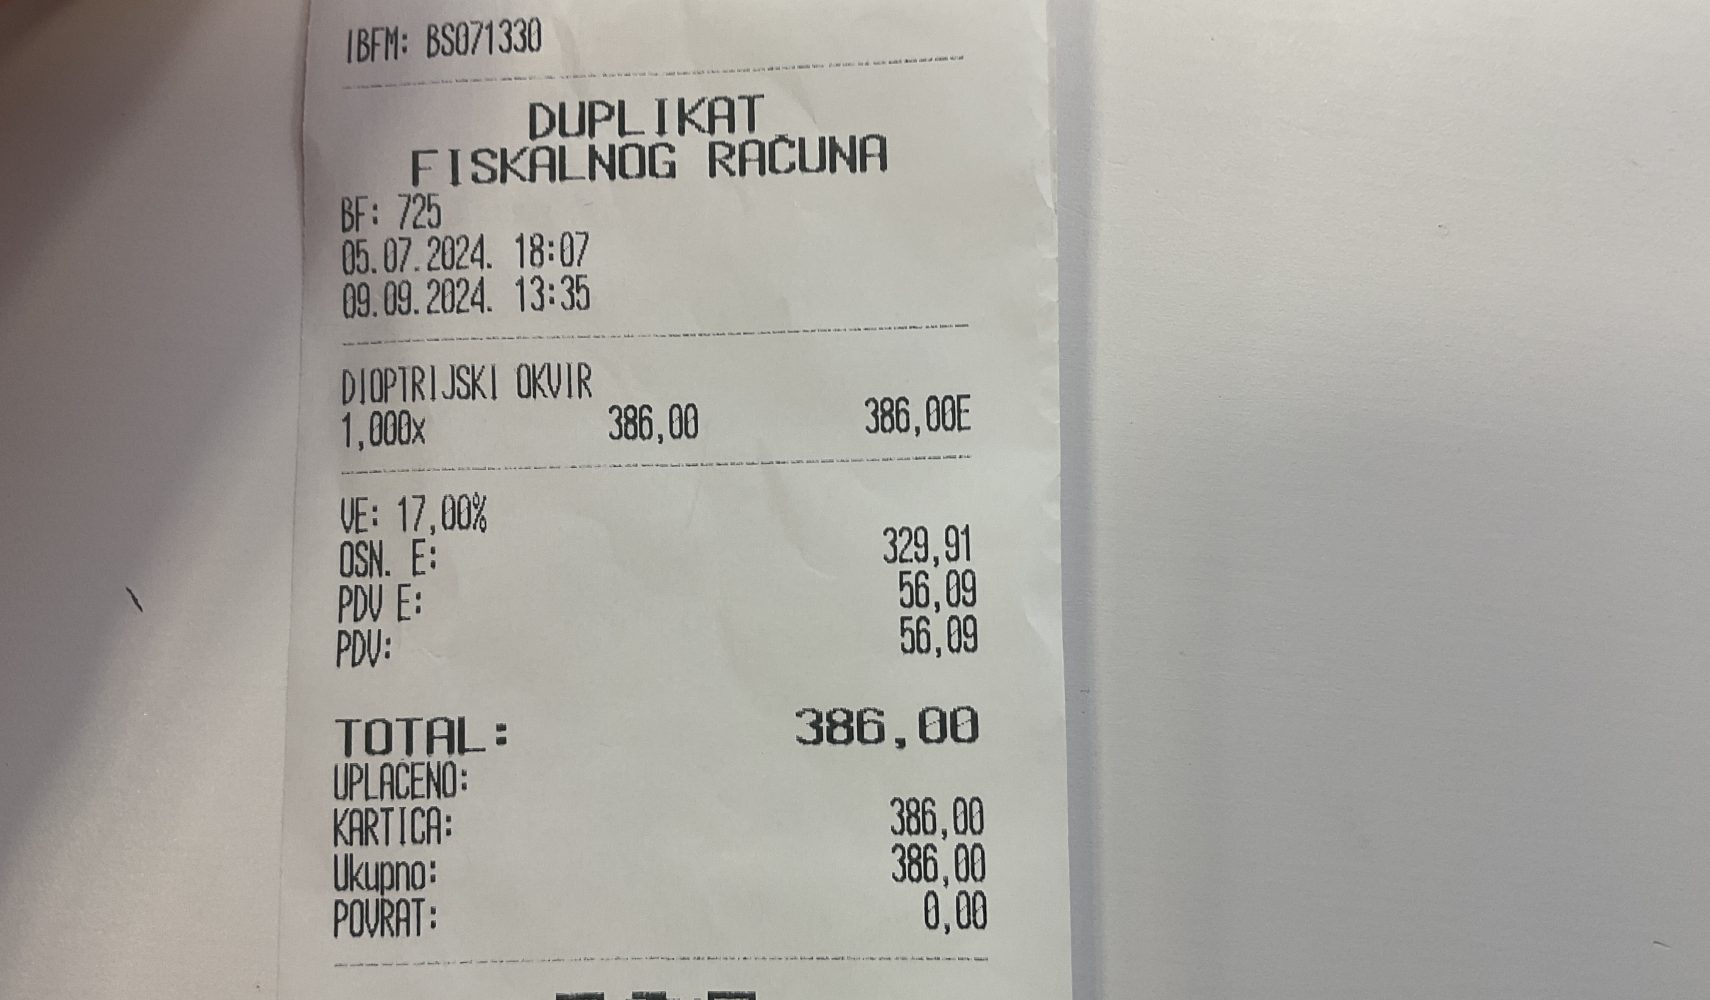 IBFM: BS071330
DUPLIKAT
FISKALNOG RAČUNA
BF: 725
05.07.2024. 18:07
09.09.2024. 13:35
DIOPTRIJSKI OKVIR
1,000x 386,00 386,00E
VE: 17,00%
OSN. E: 329,91
PDV E: 56,09
PDV: 56,09
TOTAL: 386,00
UPLAĆENO:
KARTICA: 386,00
Ukupno: 386,00
POVRAT: 0,00